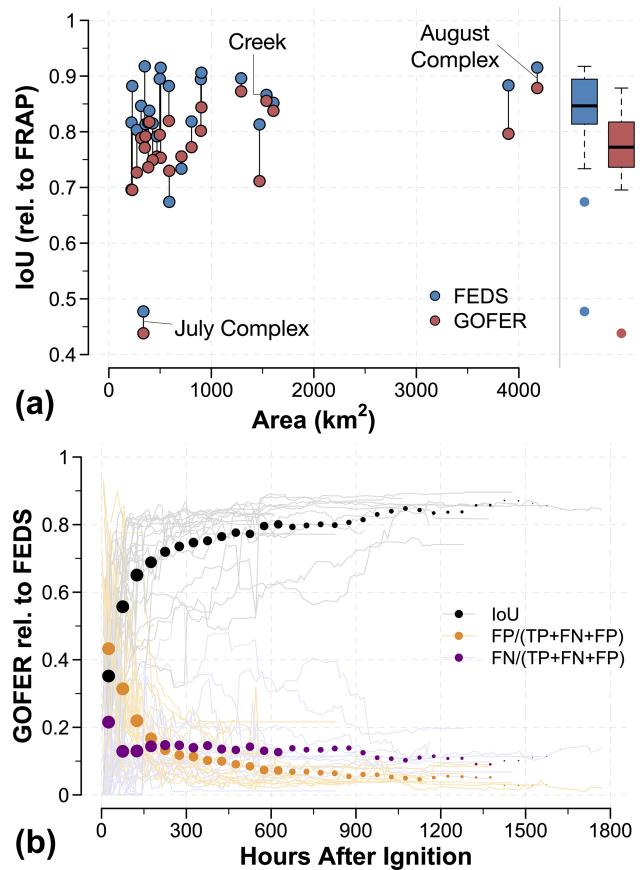 1
0.9
0.8
0.7
0.6
0.5
0.4
IoU (rel. to FRAP)
Creek
August
Complex
July Complex
FEDS
GOFER
0
1000
2000
3000
4000
Area (km²)
(a)
1
0.8
0.6
0.4
0.2
0
GOFER rel. to FEDS
IoU
FP/(TP+FN+FP)
FN/(TP+FN+FP)
0
300
600
900
1200
1500
1800
Hours After Ignition
(b)